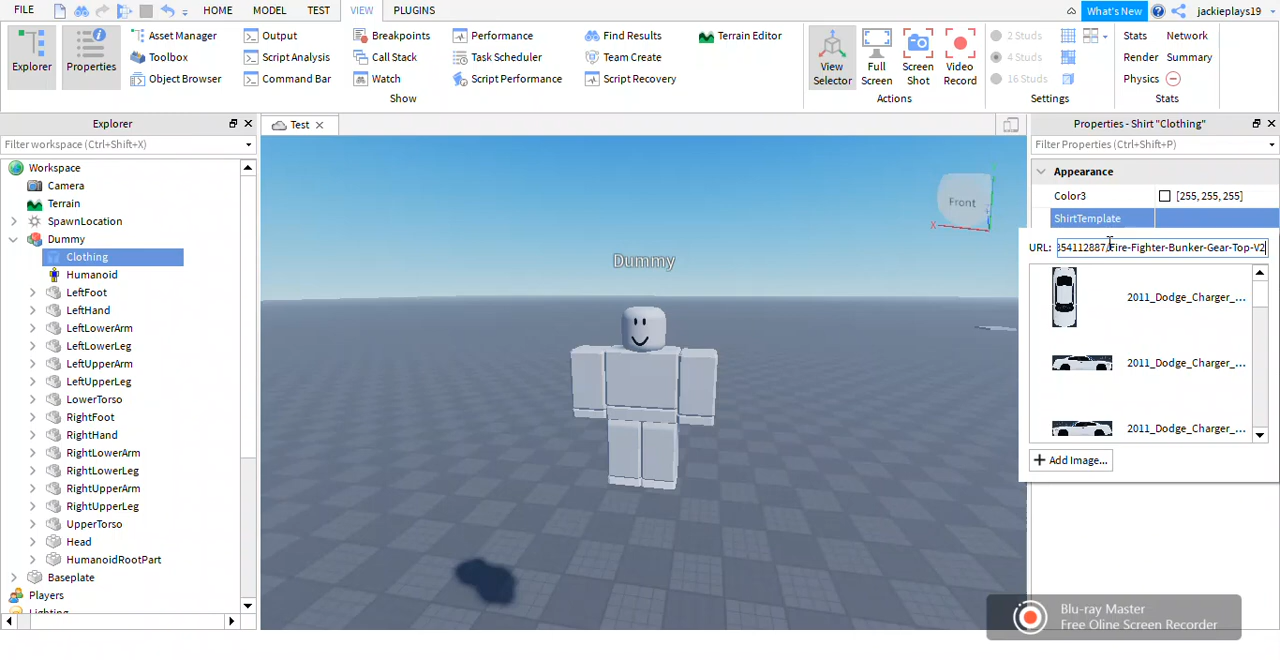 FILE HOME MODEL TEST VIEW PLUGINS What's New jackieplays19
Explorer Properties
Asset Manager Output Breakpoints Performance Find Results Terrain Editor
Toolbox Script Analysis Call Stack Task Scheduler Team Create
Object Browser Command Bar Watch Script Performance Script Recovery
Show
View Selector Full Screen Screen Shot Video Record
Actions
2 Studs
4 Studs
16 Studs
Settings
Stats Network
Render Summary
Physics
Stats
Explorer
Filter workspace (Ctrl+Shift+X)
Workspace
Camera
Terrain
SpawnLocation
Dummy
Clothing
Humanoid
LeftFoot
LeftHand
LeftLowerArm
LeftLowerLeg
LeftUpperArm
LeftUpperLeg
LowerTorso
RightFoot
RightHand
RightLowerArm
RightLowerLeg
RightUpperArm
RightUpperLeg
UpperTorso
Head
HumanoidRootPart
Baseplate
Players
Lighting
Test
Front
X
Dummy
Properties - Shirt "Clothing"
Filter Properties (Ctrl+Shift+P)
Appearance
Color3 [255, 255, 255]
ShirtTemplate
URL: 354112887/Fire-Fighter-Bunker-Gear-Top-V2
2011_Dodge_Charger_...
2011_Dodge_Charger_...
2011_Dodge_Charger_...
Add Image...
Blu-ray Master
Free Oline Screen Recorder